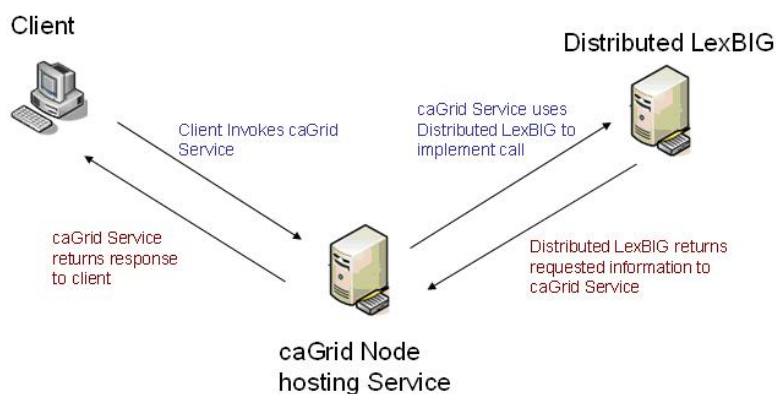 Client
Distributed LexBIG
Client Invokes caGrid
Service
caGrid Service uses
Distributed LexBIG to
implement call
caGrid Service
returns response
to client
Distributed LexBIG returns
requested information to
caGrid Service
caGrid Node
hosting Service